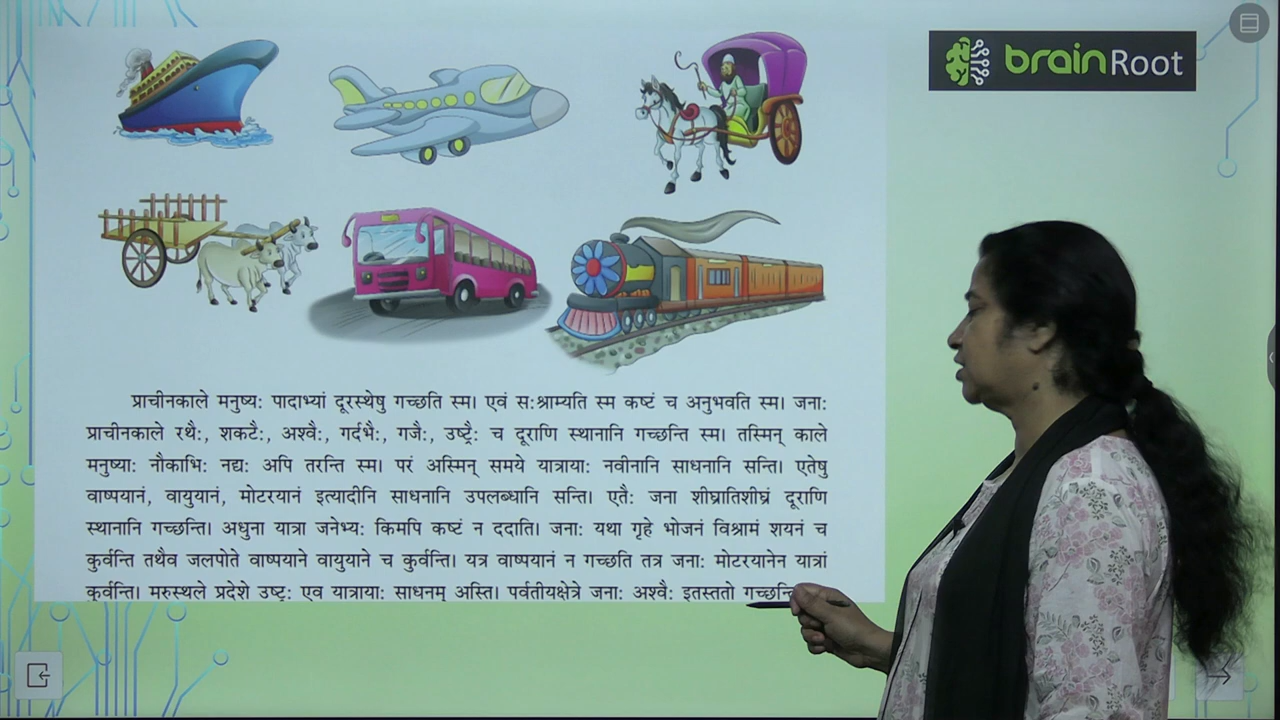 brainRoot
प्राचीनकाले मनुष्य: पादाभ्यां दूरस्थेषु गच्छति स्म। एवं स:श्राम्यति स्म कष्टं च अनुभवति स्म। जना:
प्राचीनकाले रथै:, शकटै:, अश्वै:, गर्दभै:, गजै:, उष्ट्रै: च दूराणि स्थानानि गच्छन्ति स्म। तस्मिन् काले
मनुष्या: नौकाभि: नद्य: अपि तरन्ति स्म। परं अस्मिन् समये यात्राया: नवीनानि साधनानि सन्ति। एतेषु
वाष्पयानं, वायुयानं, मोटरयानं इत्यादीनि साधनानि उपलब्धानि सन्ति। एतै: जना शीघ्रातिशीघ्रं दूराणि
स्थानानि गच्छन्ति। अधुना यात्रा जनेभ्य: किमपि कष्टं न ददाति। जना: यथा गृहे भोजनं विश्रामं शयनं च
कुर्वन्ति तथैव जलपोते वाष्पयाने वायुयाने च कुर्वन्ति। यत्र वाष्पयानं न गच्छति तत्र जना: मोटरयानेन यात्रां
कुर्वन्ति। मरुस्थले प्रदेशे उष्ट्र: एव यात्राया: साधनम् अस्ति। पर्वतीयक्षेत्रे जना: अश्वै: इतस्ततो गच्छन्ति